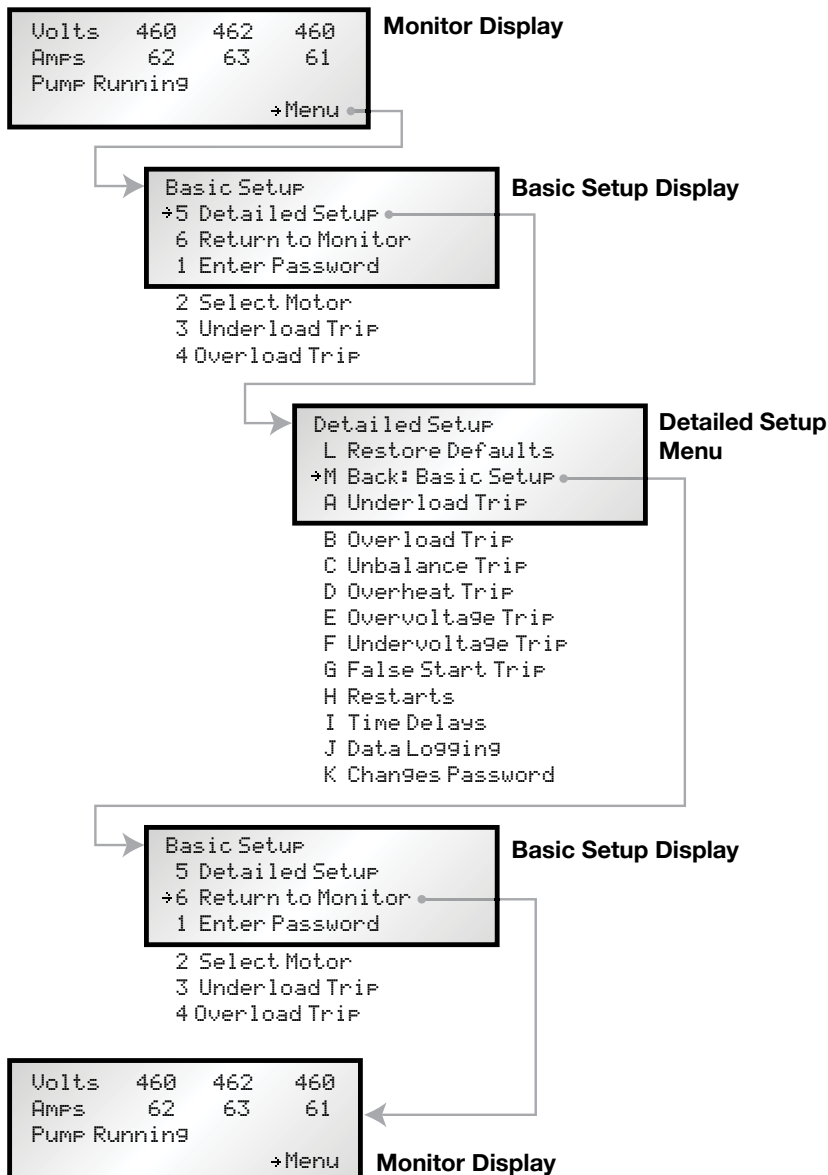 Volts 460 462 460
Monitor Display
Amps 62 63 61
Pump Running
→Menu
Basic Setup
Basic Setup Display
→5 Detailed Setup
6 Return to Monitor
1 Enter Password
2 Select Motor
3 Underload Trip
4 Overload Trip
Detailed Setup
Detailed Setup
Menu
L Restore Defaults
→M Back: Basic Setup
A Underload Trip
B Overload Trip
C Unbalance Trip
D Overheat Trip
E Overvoltage Trip
F Undervoltage Trip
G False Start Trip
H Restarts
I Time Delays
J Data Logging
K Changes Password
Basic Setup
Basic Setup Display
5 Detailed Setup
→6 Return to Monitor
1 Enter Password
2 Select Motor
3 Underload Trip
4 Overload Trip
Volts 460 462 460
Amps 62 63 61
Pump Running
→Menu
Monitor Display